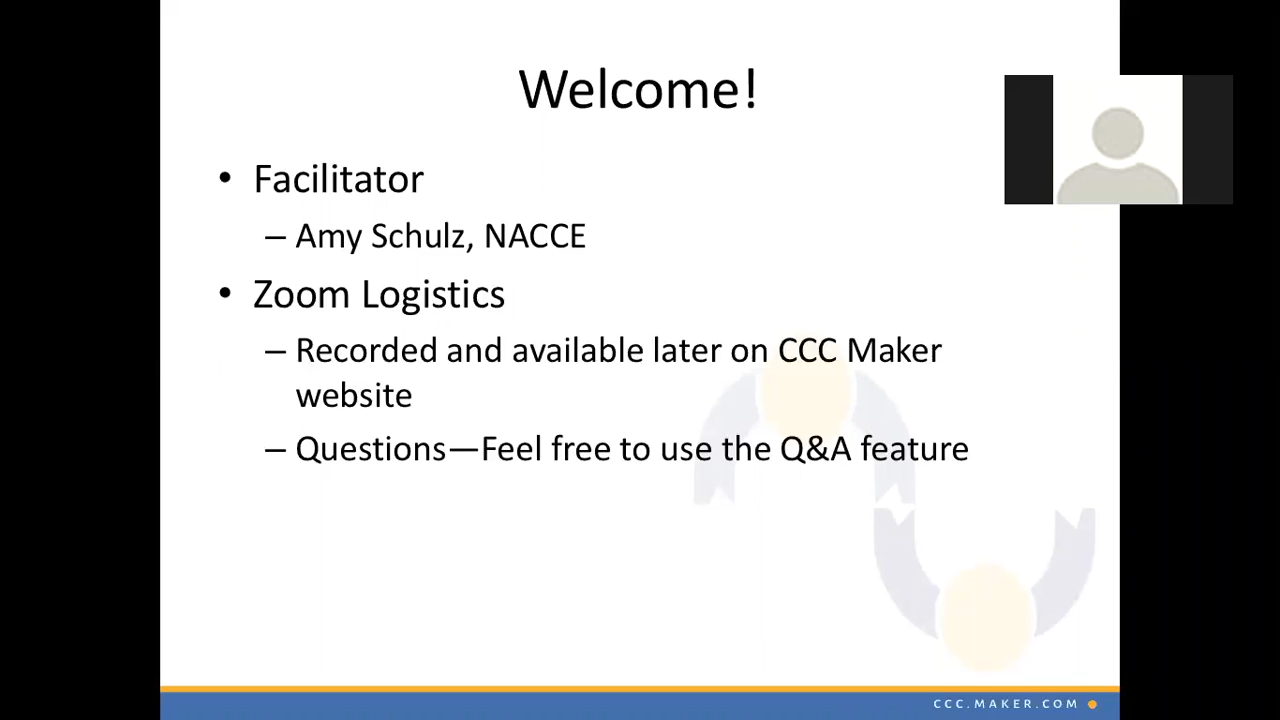 Welcome!
• Facilitator
– Amy Schulz, NACCE
• Zoom Logistics
– Recorded and available later on CCC Maker
website
– Questions—Feel free to use the Q&A feature
CCC.MAKER.COM